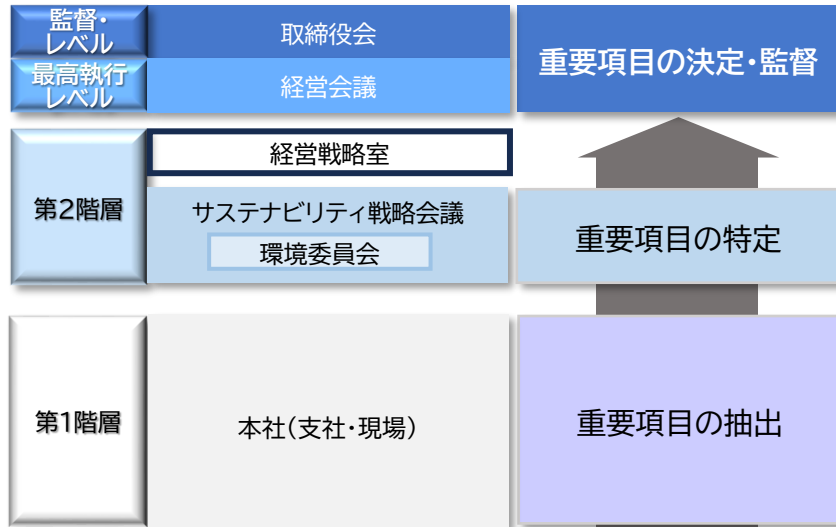 監督・
レベル
取締役会
重要項目の決定・監督
最高執行
レベル
経営会議
第2階層
経営戦略室
サステナビリティ戦略会議
環境委員会
重要項目の特定
第1階層
本社(支社・現場)
重要項目の抽出